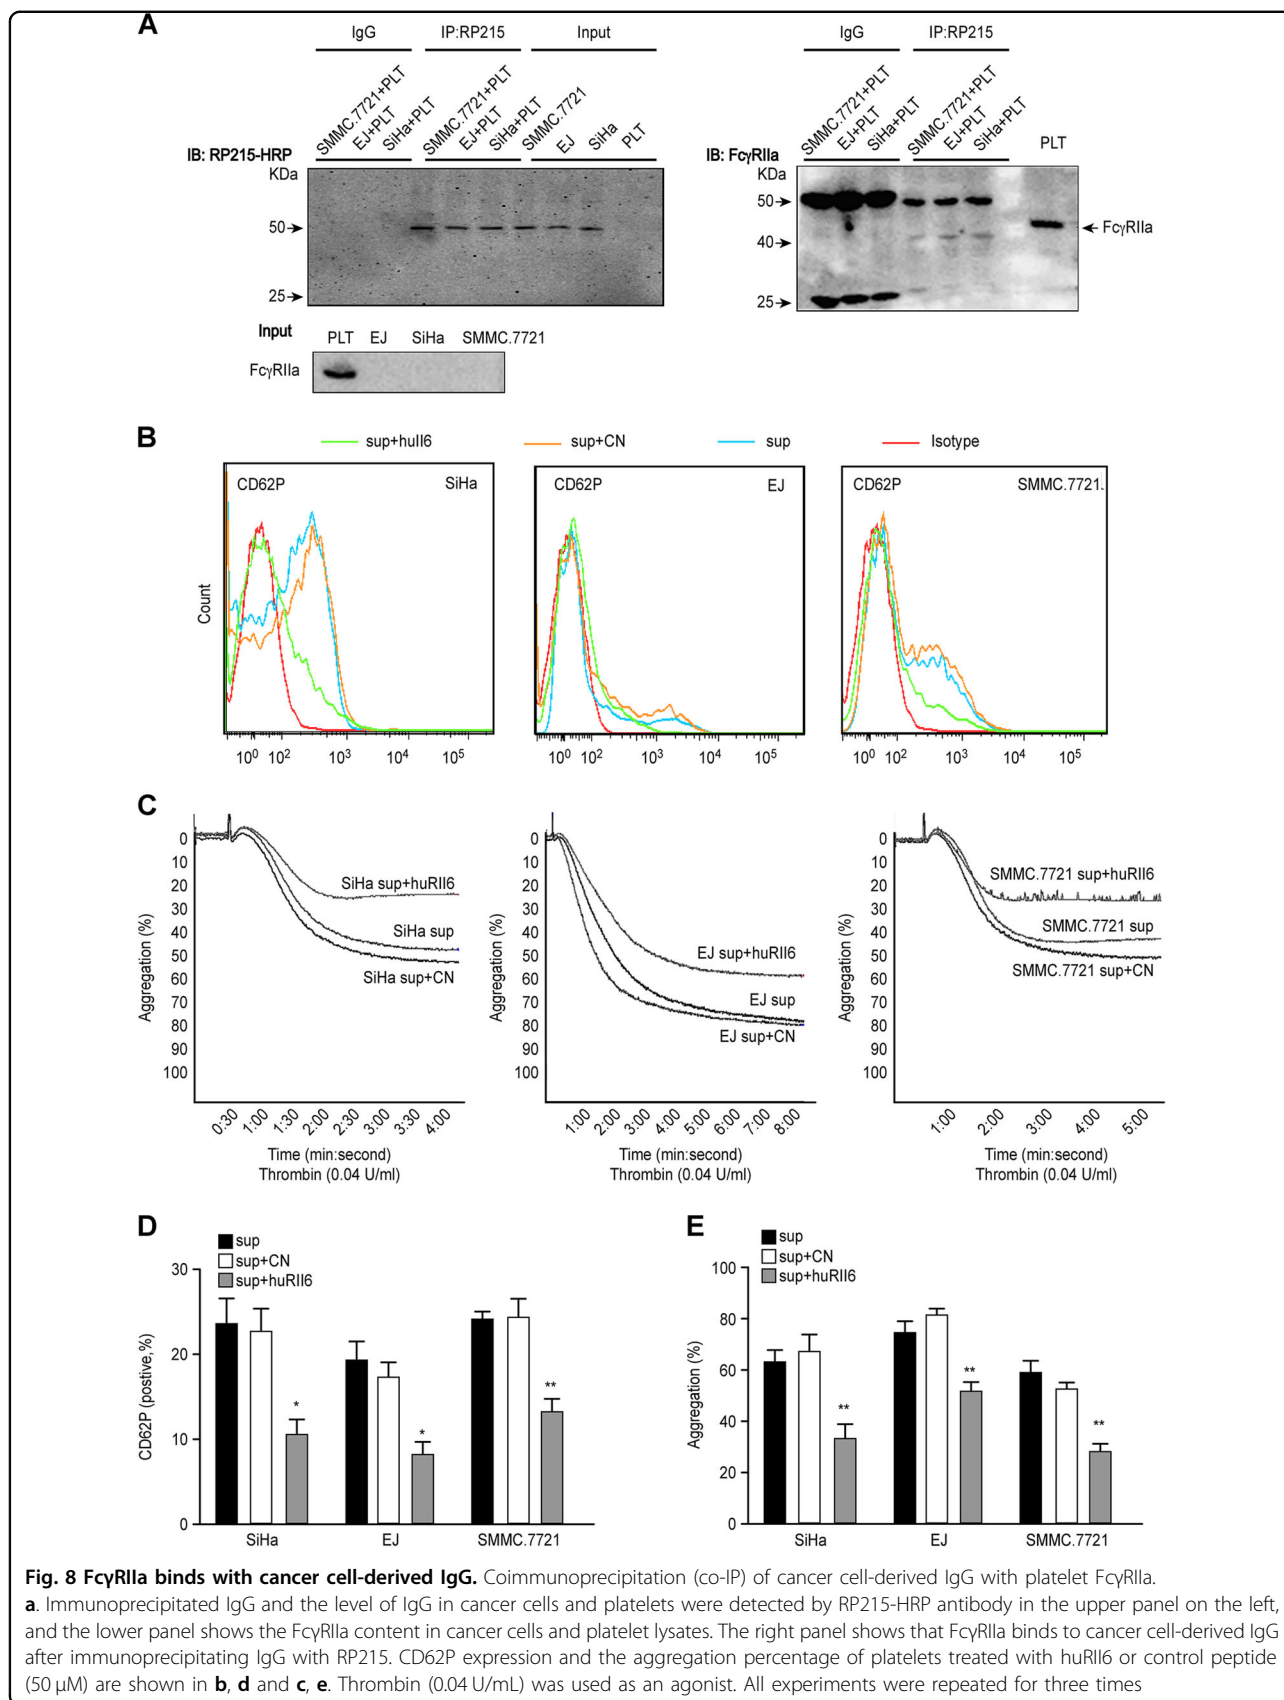 A
IgG IP:RP215 Input
SMMC.7721+PLT EJ+PLT SiHa+PLT SMMC.7721+PLT EJ+PLT SiHa+PLT SMMC.7721 EJ SiHa PLT
IB: RP215-HRP
KDa
50
25
Input
PLT EJ SiHa SMMC.7721
FcγRIIa
IgG IP:RP215
SMMC.7721+PLT EJ+PLT SiHa+PLT SMMC.7721+PLT EJ+PLT SiHa+PLT PLT
IB: FcγRIIa
KDa
50
40
25
FcγRIIa
B
sup+huII6 sup+CN sup Isotype
CD62P SiHa
CD62P EJ
CD62P SMMC.7721
Count
10⁰ 10² 10³ 10⁴ 10⁵
10⁰ 10² 10³ 10⁴ 10⁵
10⁰ 10² 10³ 10⁴ 10⁵
C
Aggregation (%)
0
10
20
30
40
50
60
70
80
90
100
SiHa sup+huRII6
SiHa sup
SiHa sup+CN
0:30 1:00 1:30 2:00 2:30 3:00 3:30 4:00
Time (min:second)
Thrombin (0.04 U/ml)
Aggregation (%)
0
10
20
30
40
50
60
70
80
90
100
EJ sup+huRII6
EJ sup
EJ sup+CN
1:00 2:00 3:00 4:00 5:00 6:00 7:00 8:00
Time (min:second)
Thrombin (0.04 U/ml)
Aggregation (%)
0
10
20
30
40
50
60
70
80
90
100
SMMC.7721 sup+huRII6
SMMC.7721 sup
SMMC.7721 sup+CN
1:00 2:00 3:00 4:00 5:00
Time (min:second)
Thrombin (0.04 U/ml)
D
sup
sup+CN
sup+huRII6
CD62P (postive,%)
30
20
10
0
* * **
SiHa EJ SMMC.7721
E
sup
sup+CN
sup+huRII6
Aggregation (%)
100
80
60
40
20
0
** ** **
SiHa EJ SMMC.7721
Fig. 8 FcγRIIa binds with cancer cell-derived IgG. Coimmunoprecipitation (co-IP) of cancer cell-derived IgG with platelet FcγRIIa.
a. Immunoprecipitated IgG and the level of IgG in cancer cells and platelets were detected by RP215-HRP antibody in the upper panel on the left,
and the lower panel shows the FcγRIIa content in cancer cells and platelet lysates. The right panel shows that FcγRIIa binds to cancer cell-derived IgG
after immunoprecipitating IgG with RP215. CD62P expression and the aggregation percentage of platelets treated with huRII6 or control peptide
(50 μM) are shown in b, d and c, e. Thrombin (0.04 U/mL) was used as an agonist. All experiments were repeated for three times